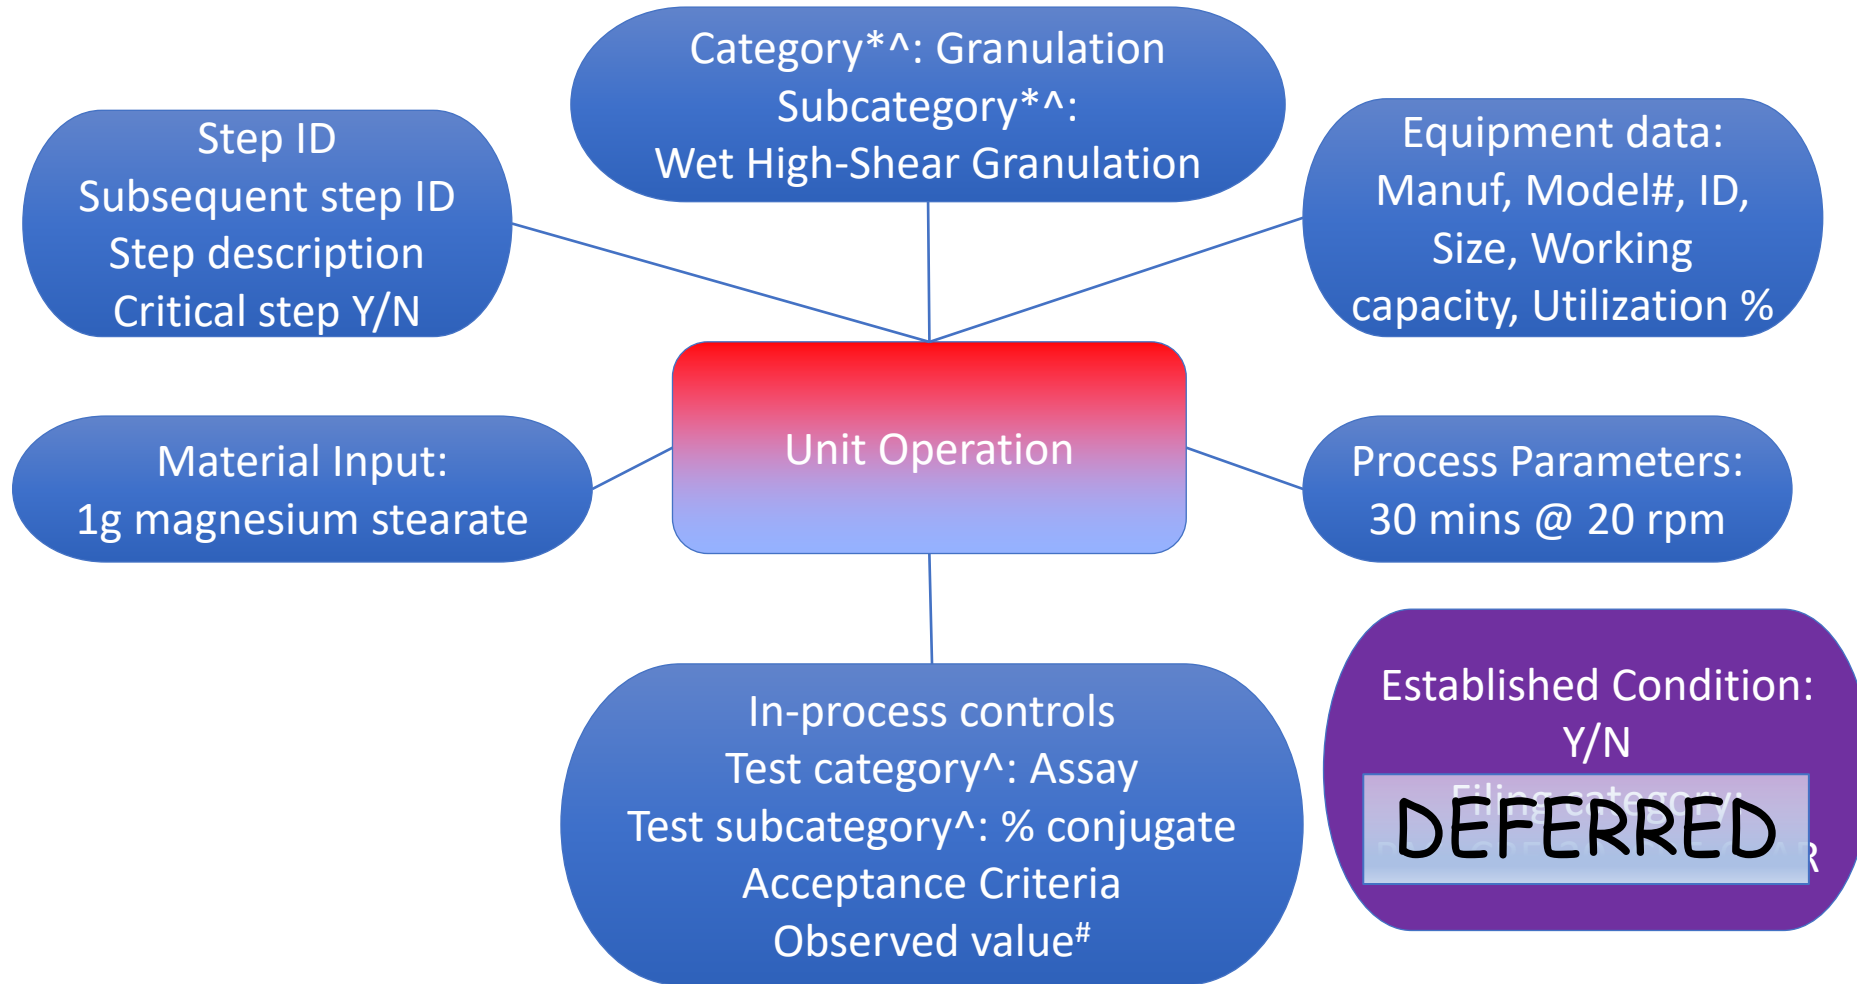 Category*^: Granulation
Subcategory*^:
Wet High-Shear Granulation
Step ID
Subsequent step ID
Step description
Critical step Y/N
Equipment data:
Manuf, Model#, ID,
Size, Working
capacity, Utilization %
Unit Operation
Material Input:
1g magnesium stearate
Process Parameters:
30 mins @ 20 rpm
In-process controls
Test category^: Assay
Test subcategory^: % conjugate
Acceptance Criteria
Observed value#
Established Condition:
Y/N
Filing category:
DEFERRED